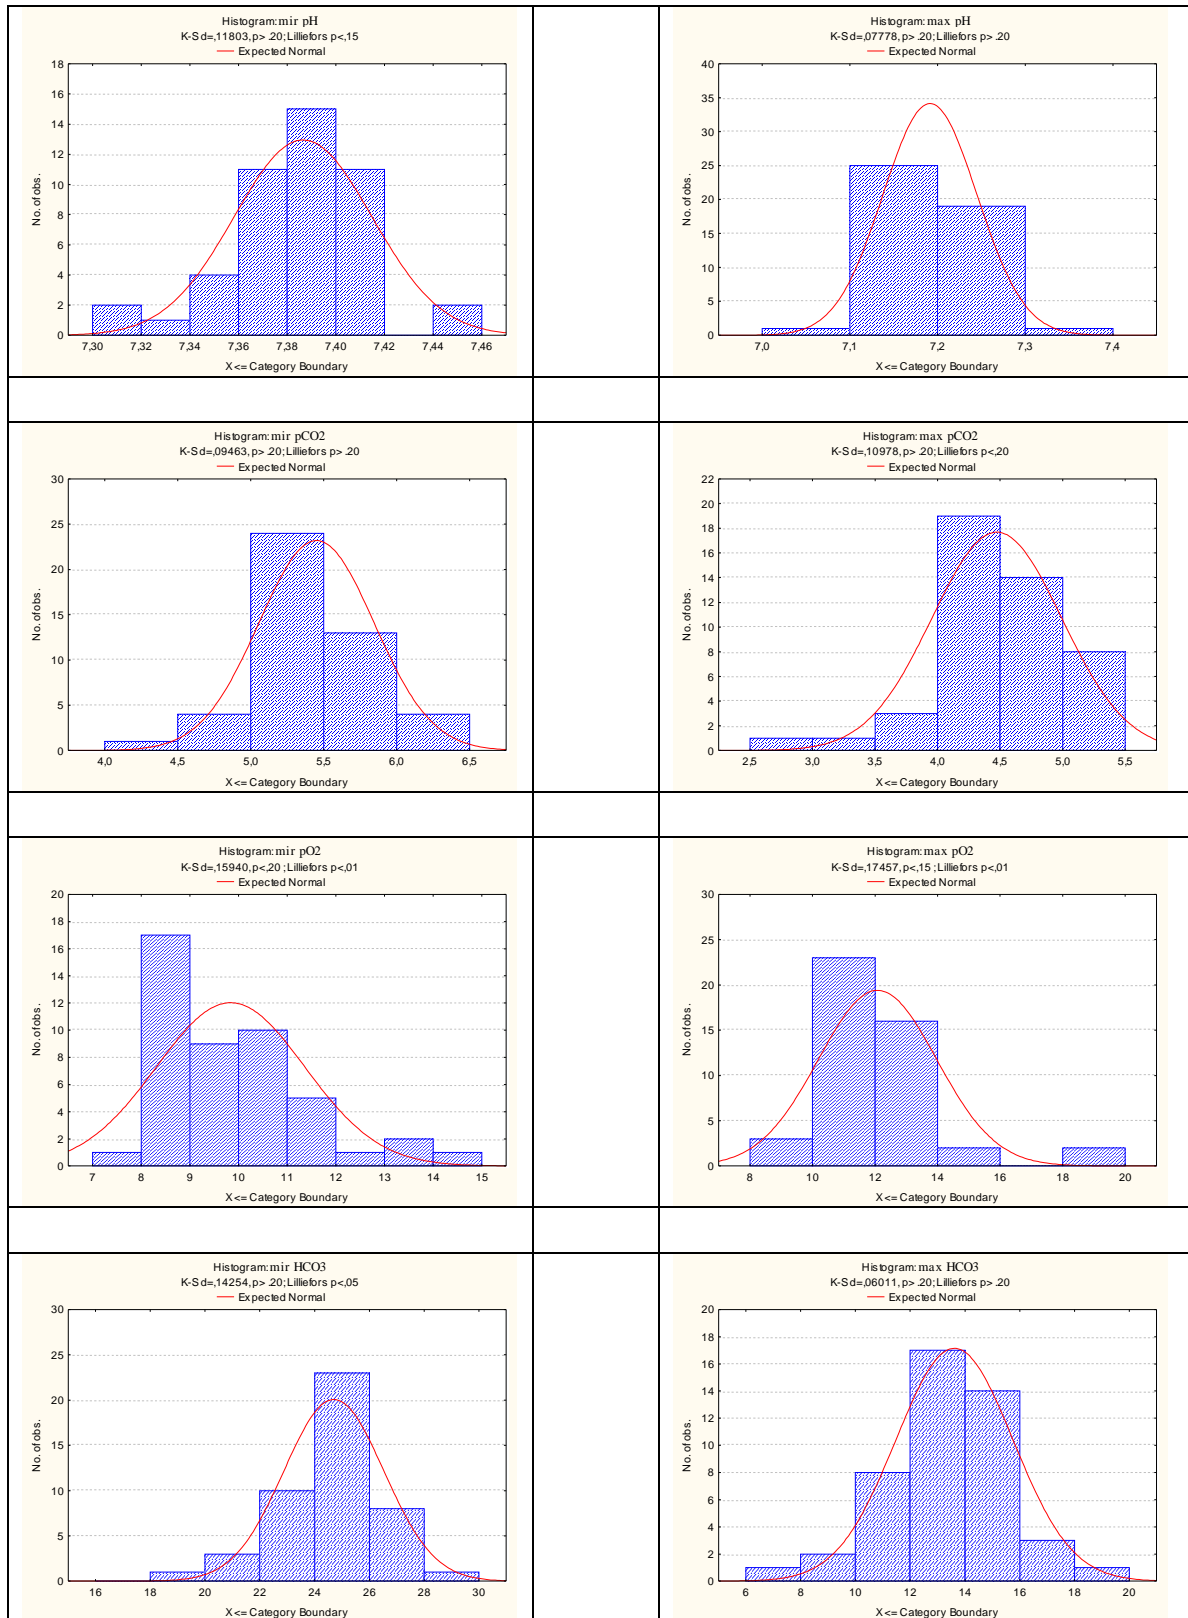 Histogram: mir pH
K-S d=,11803, p> .20; Lilliefors p<,15
Expected Normal
18
16
14
12
10
8
6
4
2
0
No. of obs.
7,30 7,32 7,34 7,36 7,38 7,40 7,42 7,44 7,46
X <= Category Boundary
Histogram: max pH
K-S d=,07778, p> .20; Lilliefors p> .20
Expected Normal
40
35
30
25
20
15
10
5
0
No. of obs.
7,0 7,1 7,2 7,3 7,4
X <= Category Boundary
Histogram: mir pCO2
K-S d=,09463, p> .20; Lilliefors p> .20
Expected Normal
30
25
20
15
10
5
0
No. of obs.
4,0 4,5 5,0 5,5 6,0 6,5
X <= Category Boundary
Histogram: max pCO2
K-S d=,10978, p> .20; Lilliefors p<,20
Expected Normal
22
20
18
16
14
12
10
8
6
4
2
0
No. of obs.
2,5 3,0 3,5 4,0 4,5 5,0 5,5
X <= Category Boundary
Histogram: mir pO2
K-S d=,15940, p<,20 ; Lilliefors p<,01
Expected Normal
20
18
16
14
12
10
8
6
4
2
0
No. of obs.
7 8 9 10 11 12 13 14 15
X <= Category Boundary
Histogram: max pO2
K-S d=,17457, p<,15 ; Lilliefors p<,01
Expected Normal
30
25
20
15
10
5
0
No. of obs.
8 10 12 14 16 18 20
X <= Category Boundary
Histogram: mir HCO3
K-S d=,14254, p> .20; Lilliefors p<,05
Expected Normal
30
25
20
15
10
5
0
No. of obs.
16 18 20 22 24 26 28 30
X <= Category Boundary
Histogram: max HCO3
K-S d=,06011, p> .20; Lilliefors p> .20
Expected Normal
20
18
16
14
12
10
8
6
4
2
0
No. of obs.
6 8 10 12 14 16 18 20
X <= Category Boundary